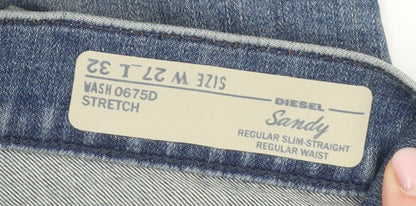 SIZE W 27 L 32
WASH 0675D
STRETCH
DIESEL
Sandy
REGULAR SLIM-STRAIGHT
REGULAR WAIST